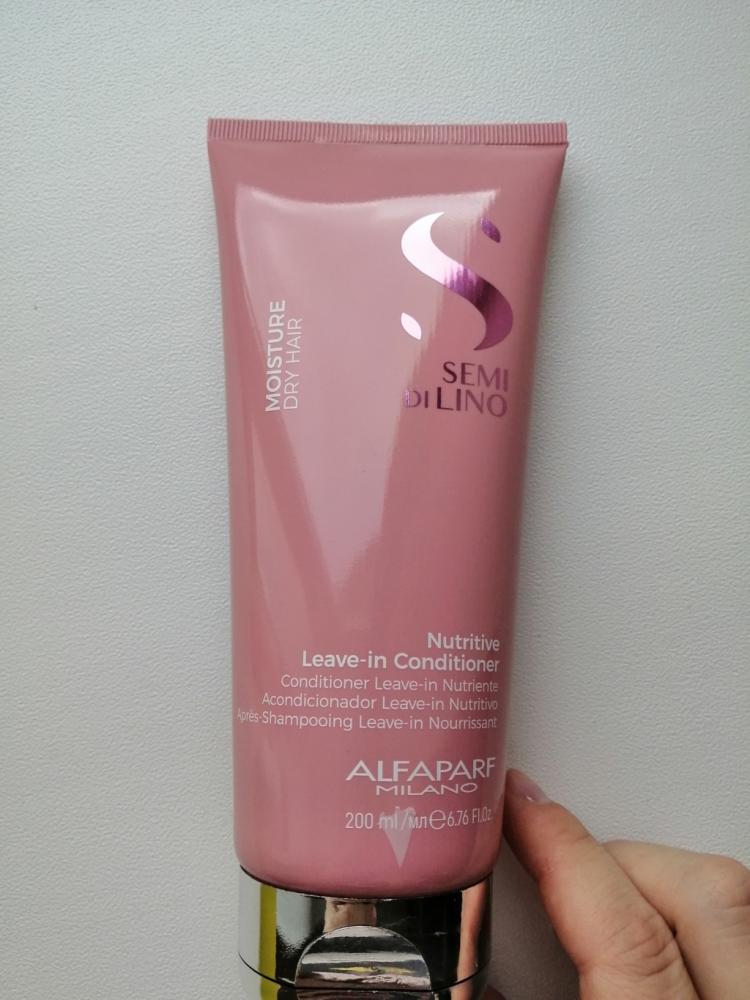 MOISTURE
DRY HAIR
SEMI
DI LINO
Nutritive
Leave-in Conditioner
Conditioner Leave-in Nutriente
Acondicionador Leave-in Nutritivo
Après-Shampooing Leave-in Nourrissant
ALFAPARF
MILANO
200 ml/мл℮6.76 Fl.Oz.